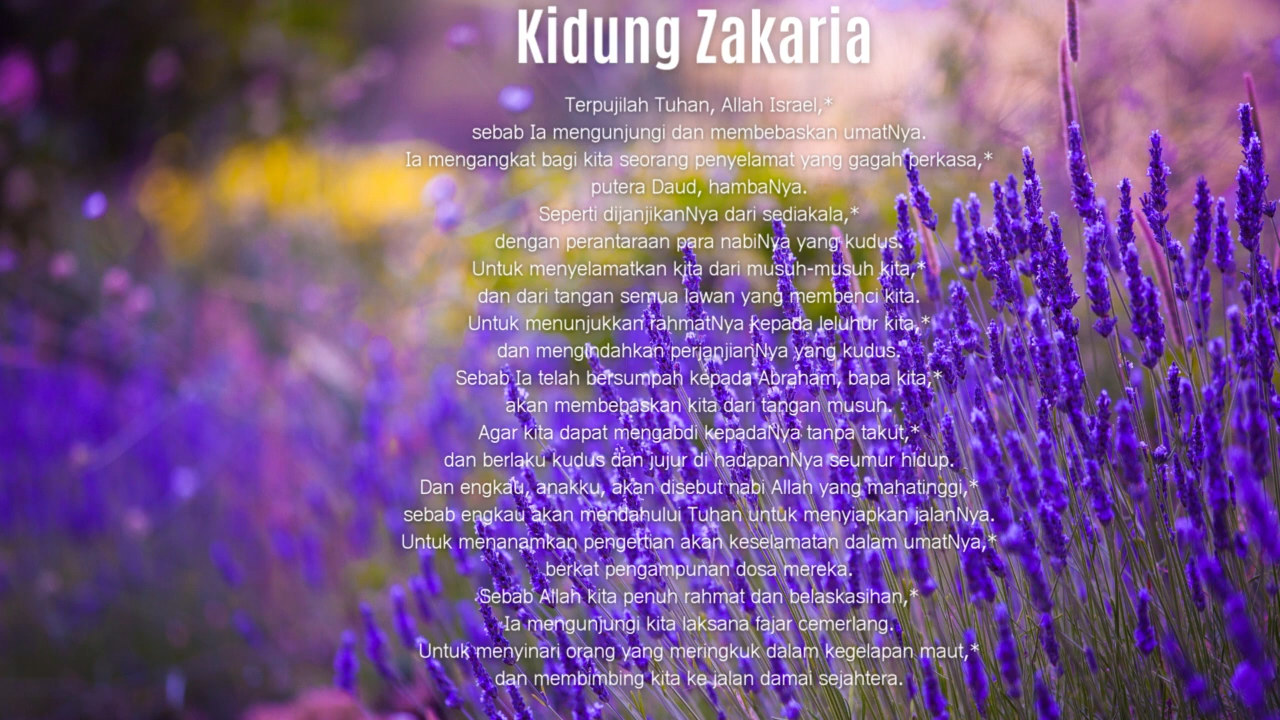 Kidung Zakaria
Terpujilah Tuhan, Allah Israel,*
sebab Ia mengunjungi dan membebaskan umatNya.
Ia mengangkat bagi kita seorang penyelamat yang gagah perkasa,*
putera Daud, hambaNya.
Seperti dijanjikanNya dari sediakala,*
dengan perantaraan para nabiNya yang kudus.
Untuk menyelamatkan kita dari musuh-musuh kita,*
dan dari tangan semua lawan yang membenci kita.
Untuk menunjukkan rahmatNya kepada leluhur kita,*
dan mengindahkan perjanjianNya yang kudus.
Sebab Ia telah bersumpah kepada Abraham, bapa kita,*
akan membebaskan kita dari tangan musuh.
Agar kita dapat mengabdi kepadaNya tanpa takut,*
dan berlaku kudus dan jujur di hadapanNya seumur hidup.
Dan engkau, anakku, akan disebut nabi Allah yang mahatinggi,*
sebab engkau akan mendahului Tuhan untuk menyiapkan jalanNya.
Untuk menanamkan pengertian akan keselamatan dalam umatNya,*
berkat pengampunan dosa mereka.
Sebab Allah kita penuh rahmat dan belaskasihan,*
Ia mengunjungi kita laksana fajar cemerlang.
Untuk menyinari orang yang meringkuk dalam kegelapan maut,*
dan membimbing kita ke jalan damai sejahtera.